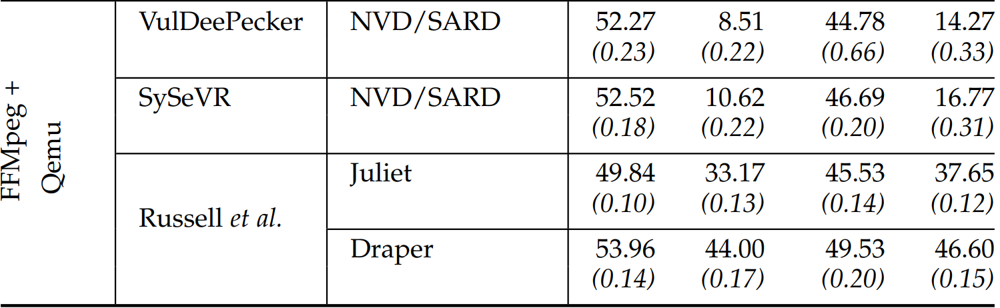 FFMpeg +
Qemu
VulDeePecker NVD/SARD 52.27 8.51 44.78 14.27
(0.23) (0.22) (0.66) (0.33)
SySeVR NVD/SARD 52.52 10.62 46.69 16.77
(0.18) (0.22) (0.20) (0.31)
Russell et al.
Juliet 49.84 33.17 45.53 37.65
(0.10) (0.13) (0.14) (0.12)
Draper 53.96 44.00 49.53 46.60
(0.14) (0.17) (0.20) (0.15)